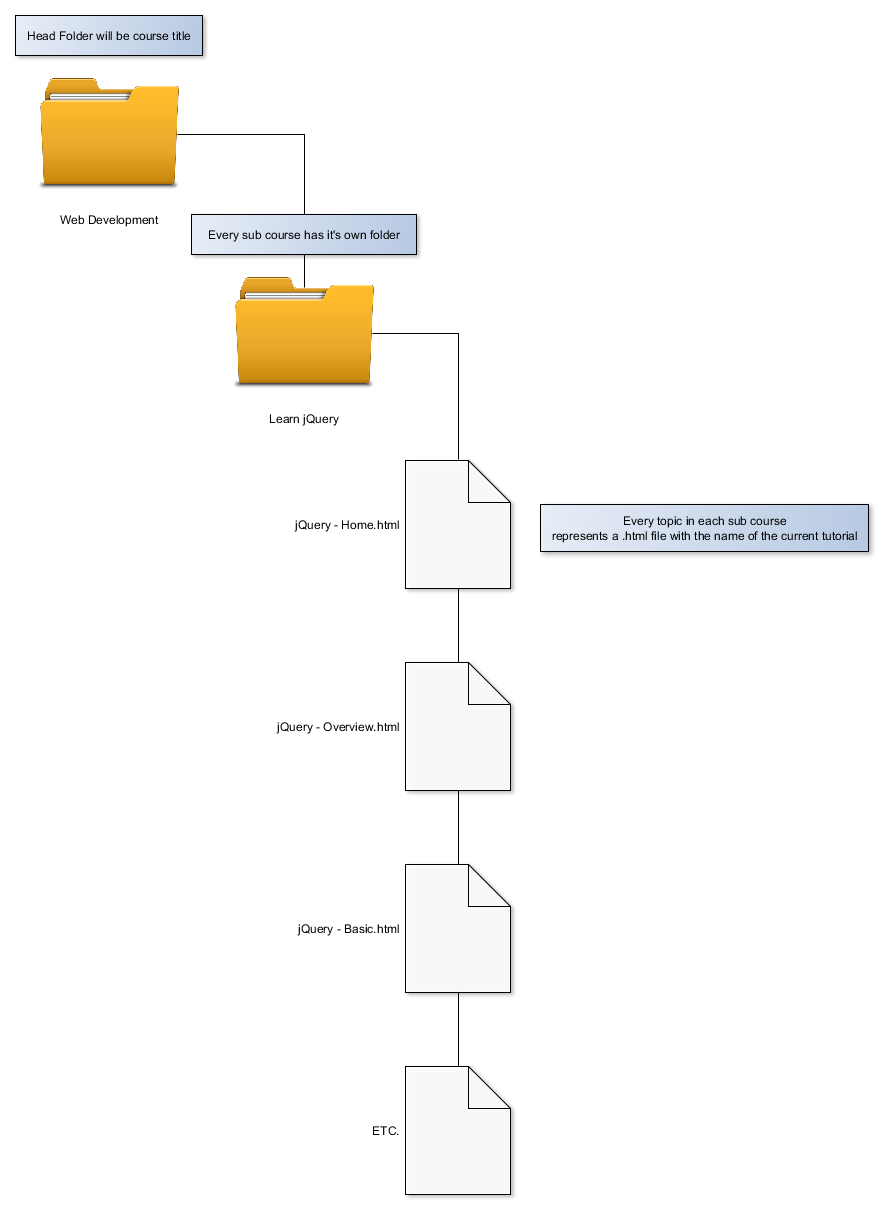 Head Folder will be course title
Web Development
Every sub course has it's own folder
Learn jQuery
jQuery - Home.html
Every topic in each sub course
represents a .html file with the name of the current tutorial
jQuery - Overview.html
jQuery - Basic.html
ETC.